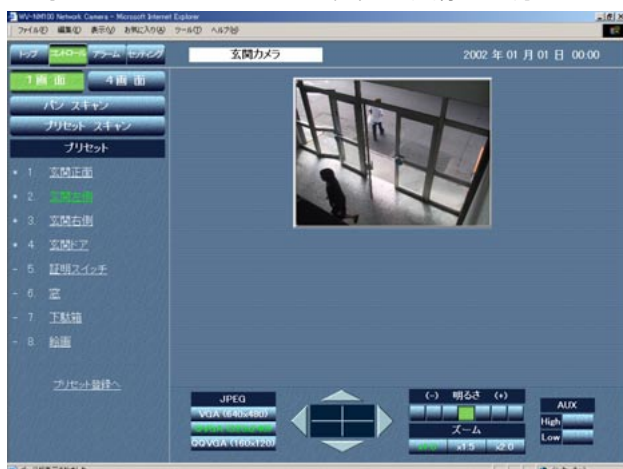 WV-NM100 Network Camera - Microsoft Internet Explorer
ファイル(F) 編集(E) 表示(V) お気に入り(A) ツール(T) ヘルプ(H)
トップ コントロール アラーム セッティング
玄関カメラ
2002 年 01 月 01 日 00:00
1 画 面 4 画 面
パン スキャン
プリセット スキャン
プリセット
1. 玄関正面
2. 玄関左側
3. 玄関右側
4. 玄関ドア
5. 証明スイッチ
6. 窓
7. 下駄箱
8. 絵画
プリセット登録へ
JPEG
VGA (640x480)
QQVGA (160x120)
(-) 明るさ (+)
ズーム
x1.5 x2.0
AUX
High
Low